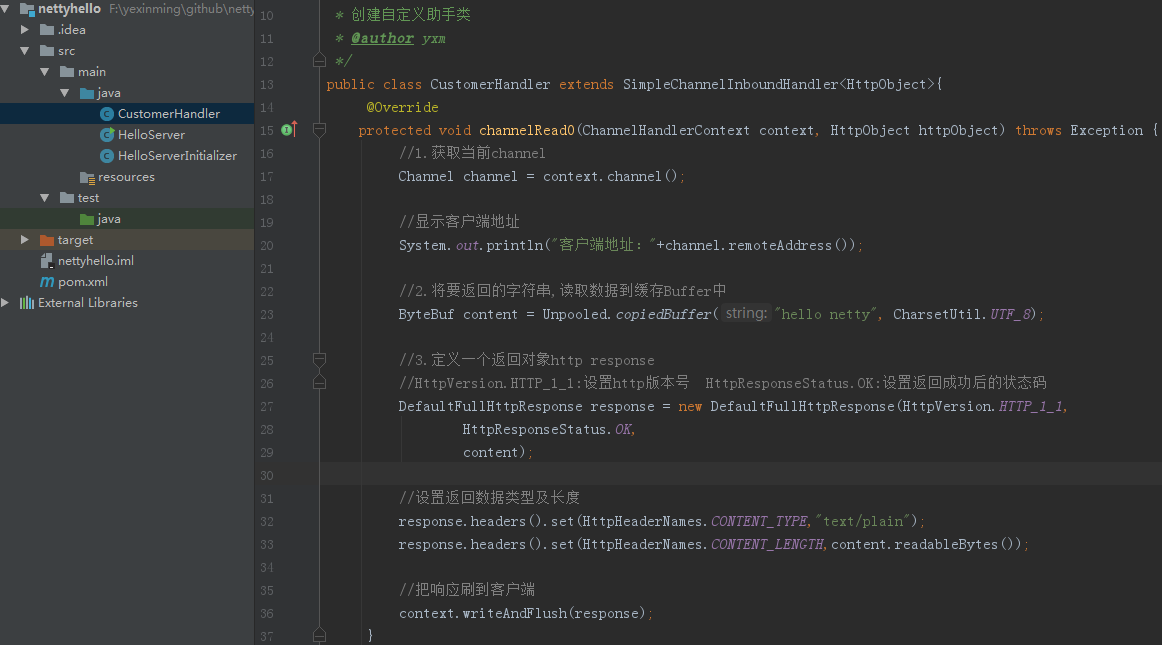 nettyhello F:\yexinming\github\netty
.idea
src
main
java
CustomerHandler
HelloServer
HelloServerInitializer
resources
test
java
target
nettyhello.iml
pom.xml
External Libraries
10 * 创建自定义助手类
11 * @author yxm
12 */
13 public class CustomerHandler extends SimpleChannelInboundHandler<HttpObject>{
14 @Override
15 protected void channelRead0(ChannelHandlerContext context, HttpObject httpObject) throws Exception {
16 //1.获取当前channel
17 Channel channel = context.channel();
18
19 //显示客户端地址
20 System.out.println("客户端地址："+channel.remoteAddress());
21
22 //2.将要返回的字符串,读取数据到缓存Buffer中
23 ByteBuf content = Unpooled.copiedBuffer( string: "hello netty", CharsetUtil.UTF_8);
24
25 //3.定义一个返回对象http response
26 //HttpVersion.HTTP_1_1:设置http版本号 HttpResponseStatus.OK:设置返回成功后的状态码
27 DefaultFullHttpResponse response = new DefaultFullHttpResponse(HttpVersion.HTTP_1_1,
28 HttpResponseStatus.OK,
29 content);
30
31 //设置返回数据类型及长度
32 response.headers().set(HttpHeaderNames.CONTENT_TYPE,"text/plain");
33 response.headers().set(HttpHeaderNames.CONTENT_LENGTH,content.readableBytes());
34
35 //把响应刷到客户端
36 context.writeAndFlush(response);
37 }